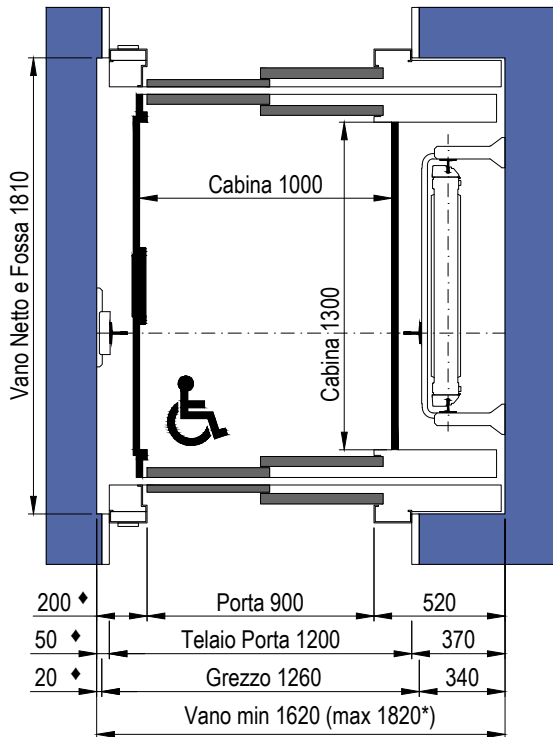 Vano Netto e Fossa 1810
Cabina 1000
Cabina 1300
200 ♦ Porta 900 520
50 ♦ Telaio Porta 1200 370
20 ♦ Grezzo 1260 340
Vano min 1620 (max 1820*)